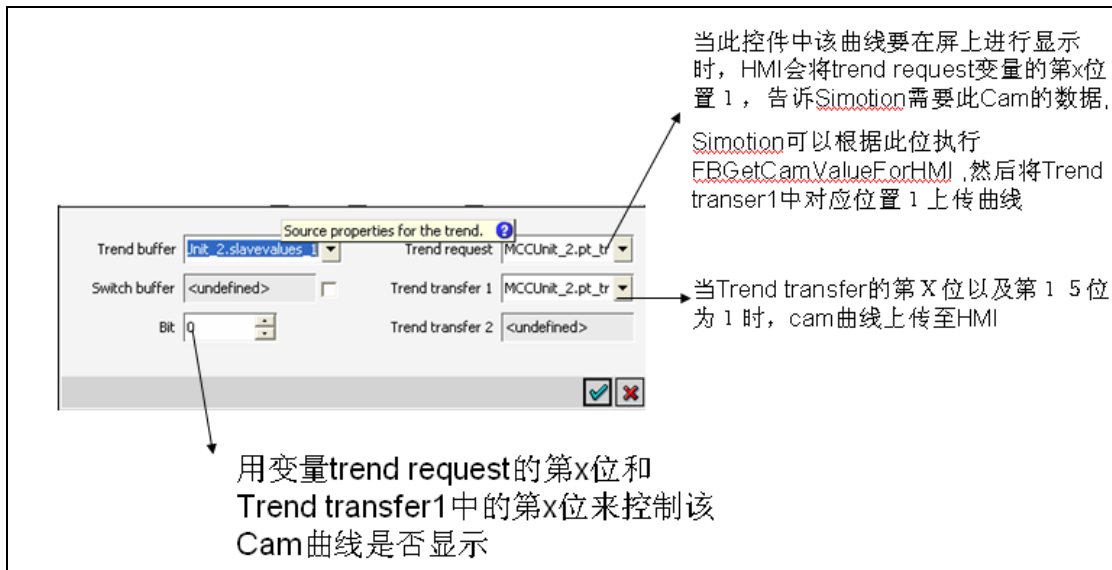 当此控件中该曲线要在屏上进行显示
时，HMI会将trend request变量的第x位
置１，告诉Simotion需要此Cam的数据,
Simotion可以根据此位执行
FBGetCamValueForHMI ,然后将Trend
transer1中对应位置１上传曲线
Source properties for the trend.
Trend buffer Unit_2.slavevalues_1 Trend request MCCUnit_2.pt_tr
Switch buffer <undefined> Trend transfer 1 MCCUnit_2.pt_tr
Bit 0 Trend transfer 2 <undefined>
当Trend transfer的第Ｘ位以及第１５位
为１时，cam曲线上传至HMI
用变量trend request的第x位和
Trend transfer1中的第x位来控制该
Cam曲线是否显示